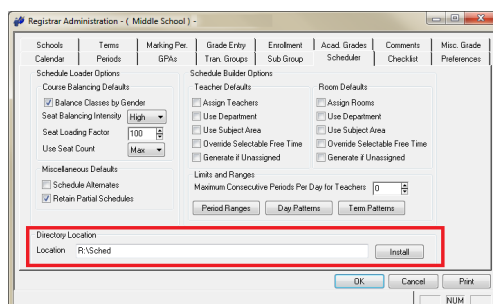 Registrar Administration - ( Middle School ) -
Schools Terms Marking Per. Grade Entry Enrollment Acad. Grades Comments Misc. Grade
Calendar Periods GPAs Tran. Groups Sub Group Scheduler Checklist Preferences
Schedule Loader Options
Course Balancing Defaults
Balance Classes by Gender
Seat Balancing Intensity High
Seat Loading Factor 100
Use Seat Count Max
Miscellaneous Defaults
Schedule Alternates
Retain Partial Schedules
Schedule Builder Options
Teacher Defaults
Assign Teachers
Use Department
Use Subject Area
Override Selectable Free Time
Generate if Unassigned
Room Defaults
Assign Rooms
Use Department
Use Subject Area
Override Selectable Free Time
Generate if Unassigned
Limits and Ranges
Maximum Consecutive Periods Per Day for Teachers 0
Period Ranges Day Patterns Term Patterns
Directory Location
Location R:\Sched Install
OK Cancel Print
NUM